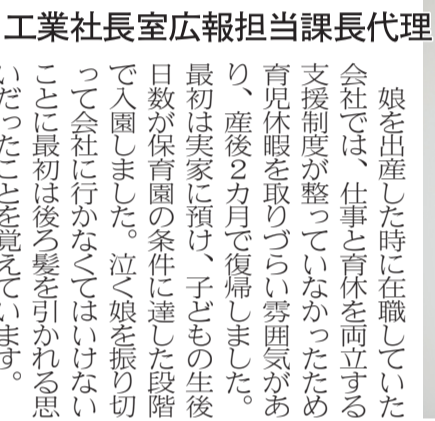 工業社長室広報担当課長代理
娘を出産した時に在職していた
会社では、仕事と育休を両立する
支援制度が整っていなかったため
育児休暇を取りづらい雰囲気があ
り、産後2カ月で復帰しました。
最初は実家に預け、子どもの生後
日数が保育園の条件に達した段階
で入園しました。泣く娘を振り切
って会社に行かなくてはいけない
ことに最初は後ろ髪を引かれる思
いだったことを覚えています。